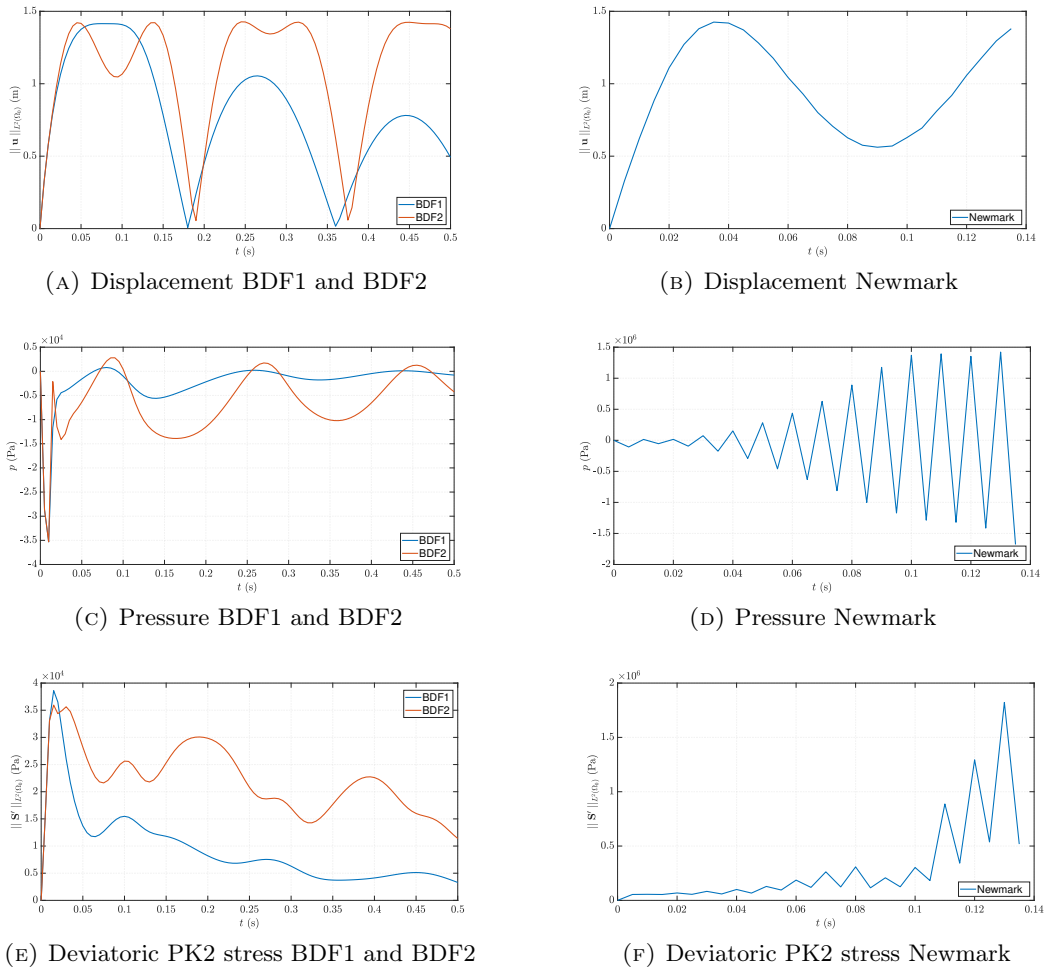 1.5
1
0.5
0
|| u ||L²(Ω₀) (m)
0 0.05 0.1 0.15 0.2 0.25 0.3 0.35 0.4 0.45 0.5
t (s)
BDF1
BDF2
(A) Displacement BDF1 and BDF2
1.5
1
0.5
0
|| u ||L²(Ω₀) (m)
0 0.02 0.04 0.06 0.08 0.1 0.12 0.14
t (s)
Newmark
(B) Displacement Newmark
×10⁴
0.5
0
-0.5
-1
-1.5
-2
-2.5
-3
-3.5
-4
p (Pa)
0 0.05 0.1 0.15 0.2 0.25 0.3 0.35 0.4 0.45 0.5
t (s)
BDF1
BDF2
(C) Pressure BDF1 and BDF2
×10⁶
1.5
1
0.5
0
-0.5
-1
-1.5
-2
p (Pa)
0 0.02 0.04 0.06 0.08 0.1 0.12 0.14
t (s)
Newmark
(D) Pressure Newmark
×10⁴
4
3.5
3
2.5
2
1.5
1
0.5
0
|| S′ ||L²(Ω₀) (Pa)
0 0.05 0.1 0.15 0.2 0.25 0.3 0.35 0.4 0.45 0.5
t (s)
BDF1
BDF2
(E) Deviatoric PK2 stress BDF1 and BDF2
×10⁶
2
1.5
1
0.5
0
|| S′ ||L²(Ω₀) (Pa)
0 0.02 0.04 0.06 0.08 0.1 0.12 0.14
t (s)
Newmark
(F) Deviatoric PK2 stress Newmark